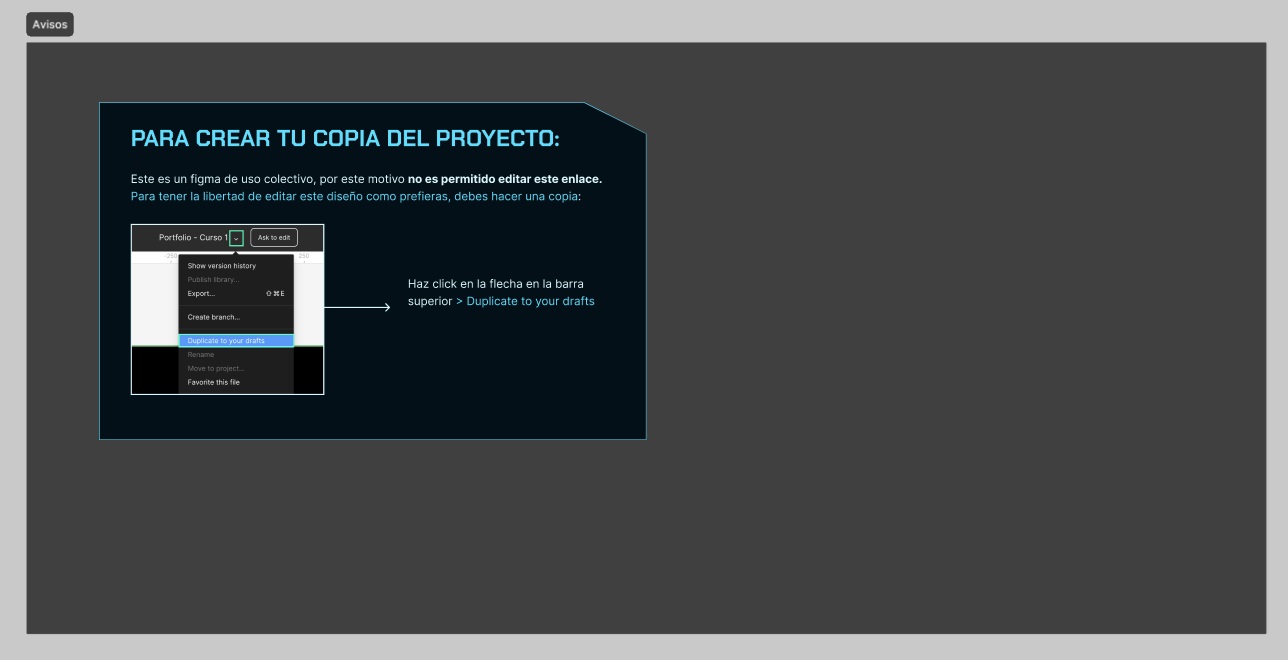 Avisos
PARA CREAR TU COPIA DEL PROYECTO:
Este es un figma de uso colectivo, por este motivo no es permitido editar este enlace.
Para tener la libertad de editar este diseño como prefieras, debes hacer una copia:
Portfolio - Curso 1
Ask to edit
-250
250
Show version history
Publish library...
Export... ⇧⌘E
Create branch...
Duplicate to your drafts
Rename
Move to project...
Favorite this file
Haz click en la flecha en la barra
superior > Duplicate to your drafts